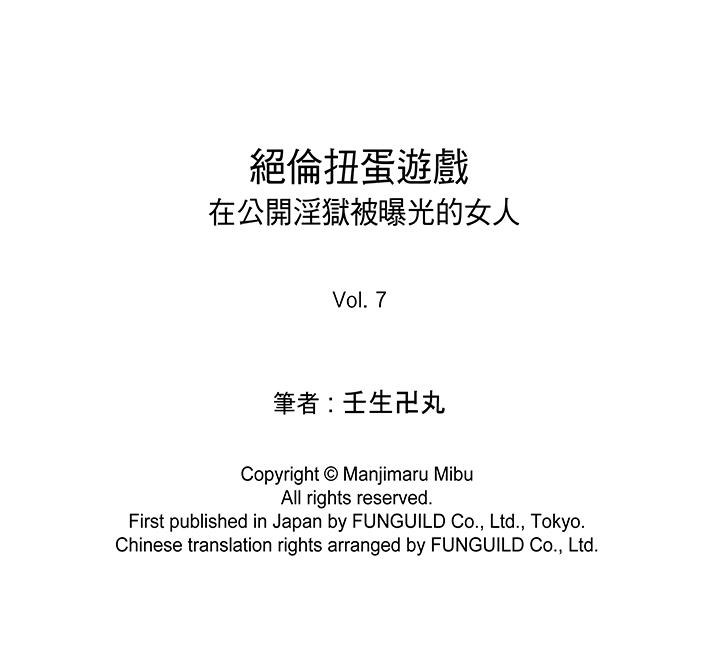 絕倫扭蛋遊戲
在公開淫獄被曝光的女人
Vol. 7
筆者：壬生卍丸
Copyright © Manjimaru Mibu
All rights reserved.
First published in Japan by FUNGUILD Co., Ltd., Tokyo.
Chinese translation rights arranged by FUNGUILD Co., Ltd.